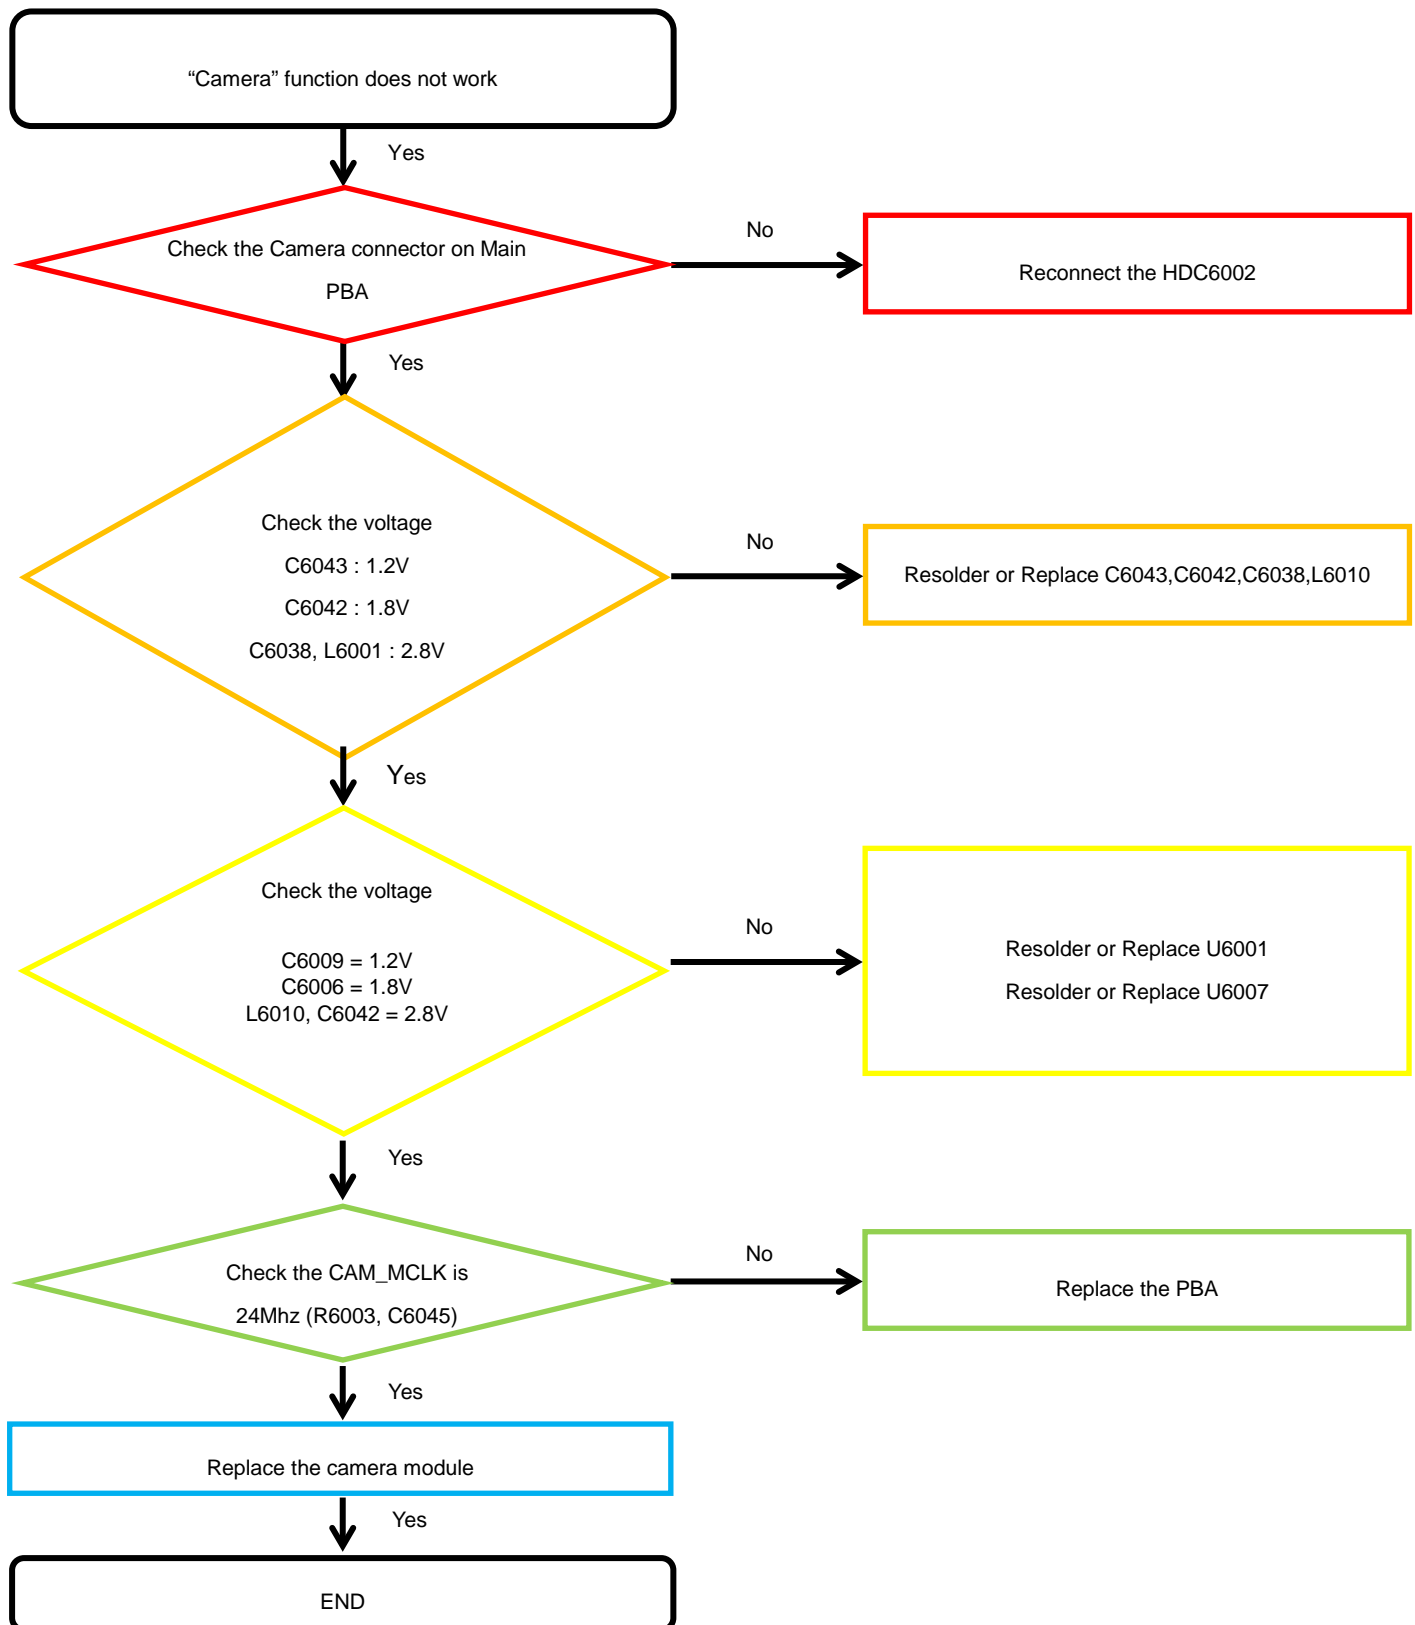 “Camera” function does not work
Yes
Check the Camera connector on Main
PBA
No
Reconnect the HDC6002
Yes
Check the voltage
C6043 : 1.2V
C6042 : 1.8V
C6038, L6001 : 2.8V
No
Resolder or Replace C6043,C6042,C6038,L6010
Yes
Check the voltage
C6009 = 1.2V
C6006 = 1.8V
L6010, C6042 = 2.8V
No
Resolder or Replace U6001
Resolder or Replace U6007
Yes
Check the CAM_MCLK is
24Mhz (R6003, C6045)
No
Replace the PBA
Yes
Replace the camera module
Yes
END